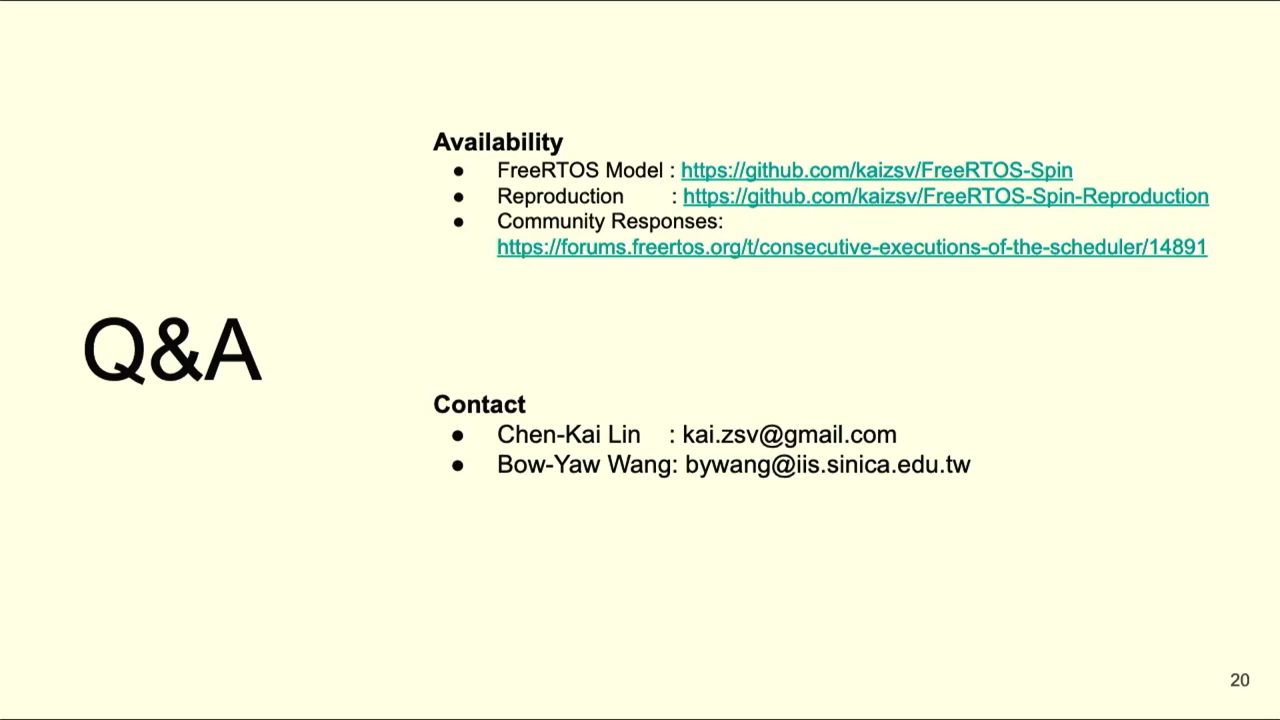 Q&A
Availability
● FreeRTOS Model : https://github.com/kaizsv/FreeRTOS-Spin
● Reproduction : https://github.com/kaizsv/FreeRTOS-Spin-Reproduction
● Community Responses:
https://forums.freertos.org/t/consecutive-executions-of-the-scheduler/14891
Contact
● Chen-Kai Lin : kai.zsv@gmail.com
● Bow-Yaw Wang: bywang@iis.sinica.edu.tw
20